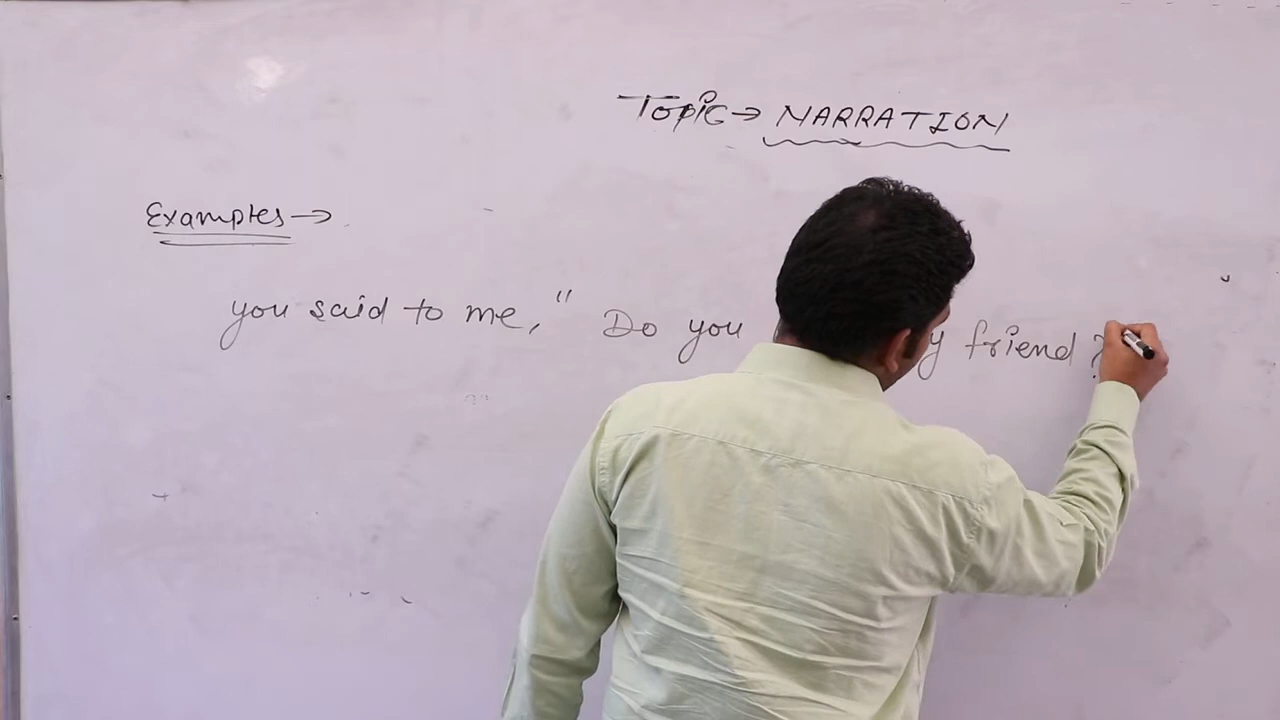 Topic → NARRATION
Examples →
you said to me, " Do you friend ?